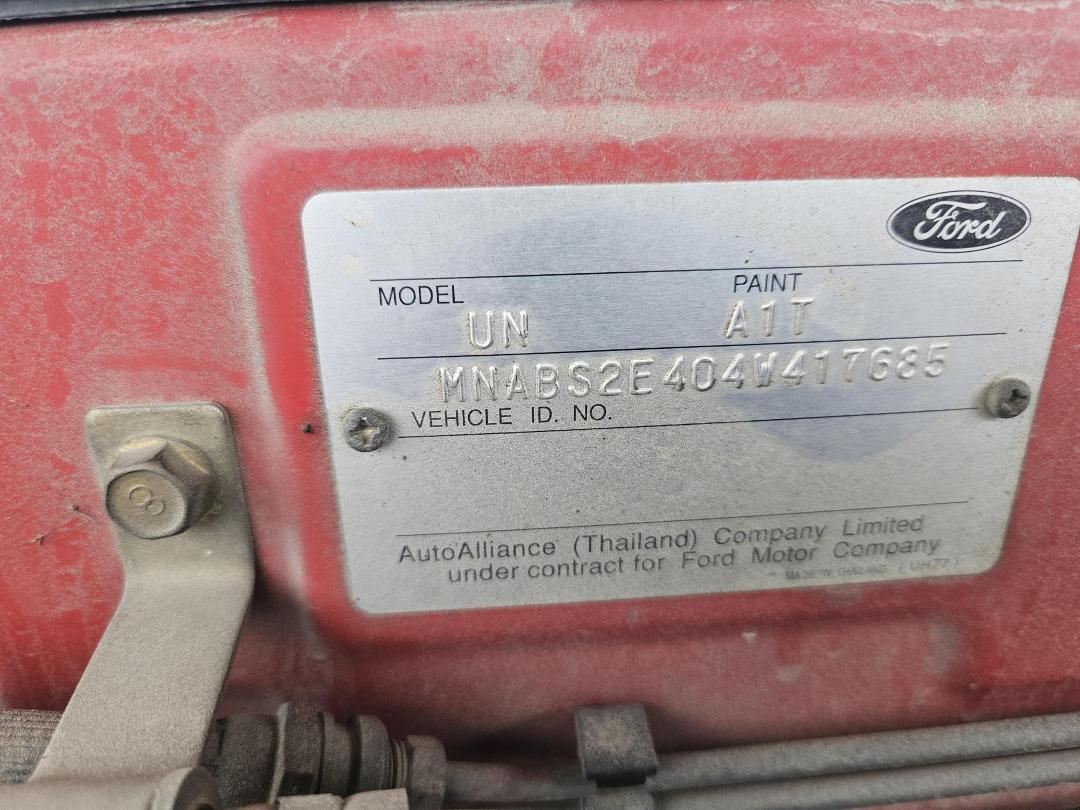 Ford
MODEL PAINT
UN A1T
MNABS2E404W417685
VEHICLE ID. NO.
AutoAlliance (Thailand) Company Limited
under contract for Ford Motor Company
MADE IN THAILAND ( UH77 )
8